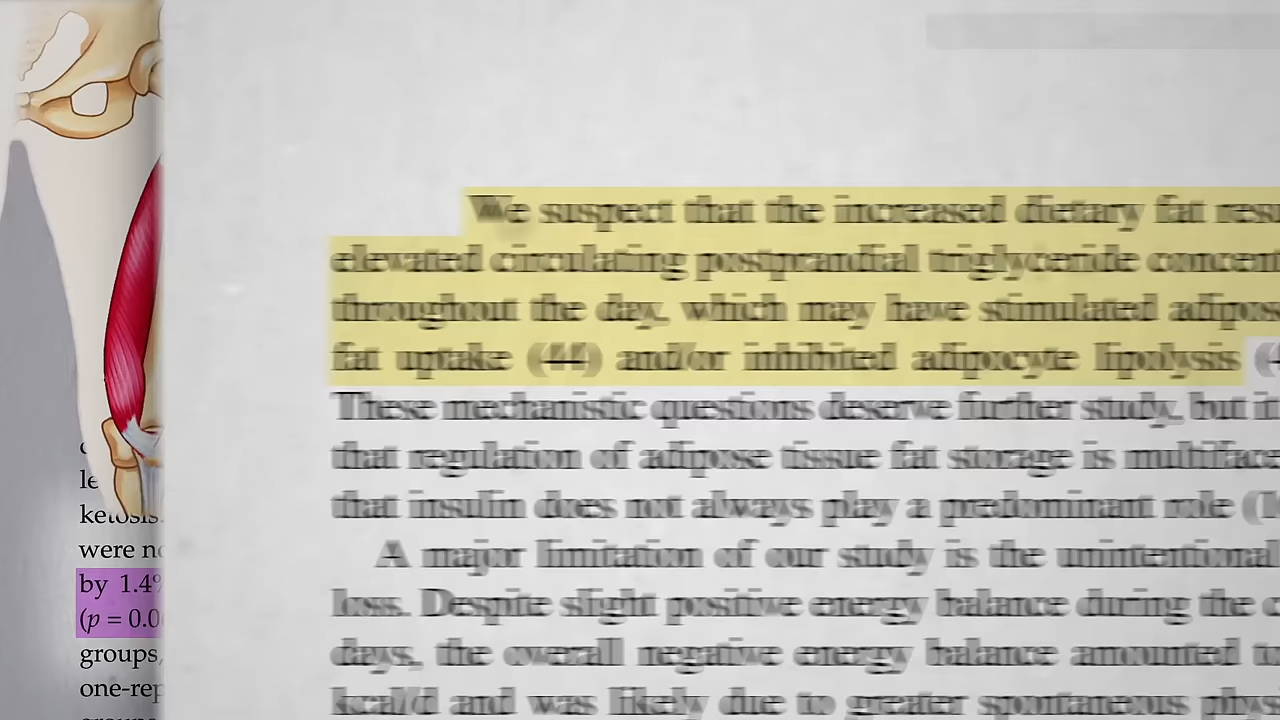 le
ketosis.
were no
by 1.4%
(p = 0.0
groups,
one-rep
We suspect that the increased dietary fat resu
elevated circulating postprandial triglyceride concent
throughout the day, which may have stimulated adipose
fat uptake (44) and/or inhibited adipocyte lipolysis (4
These mechanistic questions deserve further study, but it
that regulation of adipose tissue fat storage is multiface
that insulin does not always play a predominant role (1
A major limitation of our study is the unintentional
loss. Despite slight positive energy balance during the c
days, the overall negative energy balance amounted to
kcal/d and was likely due to greater spontaneous phys